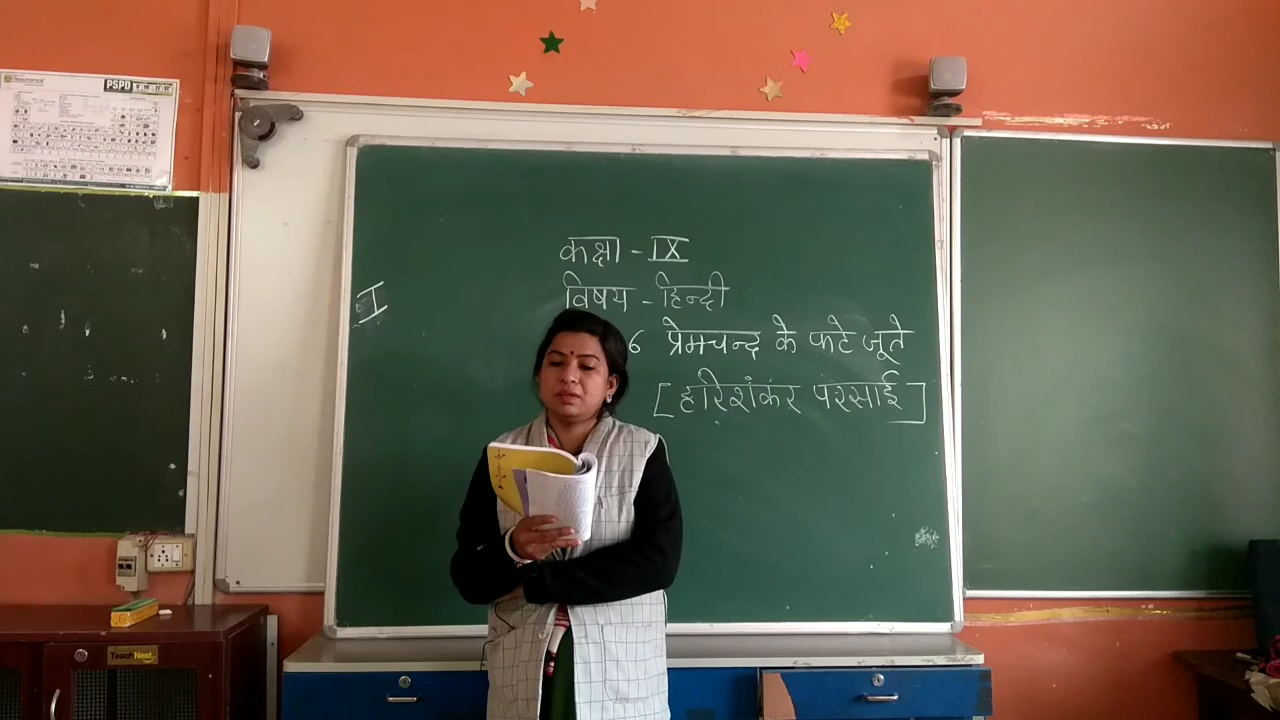 PSPD
I
कक्षा - IX
विषय - हिन्दी
6 प्रेमचन्द के फटे जूते
[हरिशंकर परसाई]
TeachNext